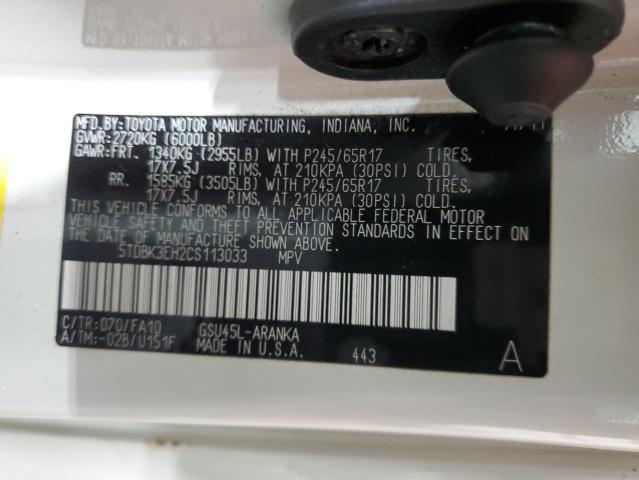 MFD.BY:TOYOTA MOTOR MANUFACTURING, INDIANA, INC.
GVWR:2720KG (6000LB)
GAWR:FRT. 1340KG (2955LB) WITH P245/65R17 TIRES,
17X7.5J RIMS, AT 210KPA (30PSI) COLD.
RR. 1585KG (3505LB) WITH P245/65R17 TIRES,
17X7.5J RIMS, AT 210KPA (30PSI) COLD.
THIS VEHICLE CONFORMS TO ALL APPLICABLE FEDERAL MOTOR
VEHICLE SAFETY AND THEFT PREVENTION STANDARDS IN EFFECT ON
THE DATE OF MANUFACTURE SHOWN ABOVE.
5TDBK3EH2CS113033 MPV
C/TR:070/FA10 GSU45L-ARANKA
A/TM:-02B/U151F MADE IN U.S.A. 443 A